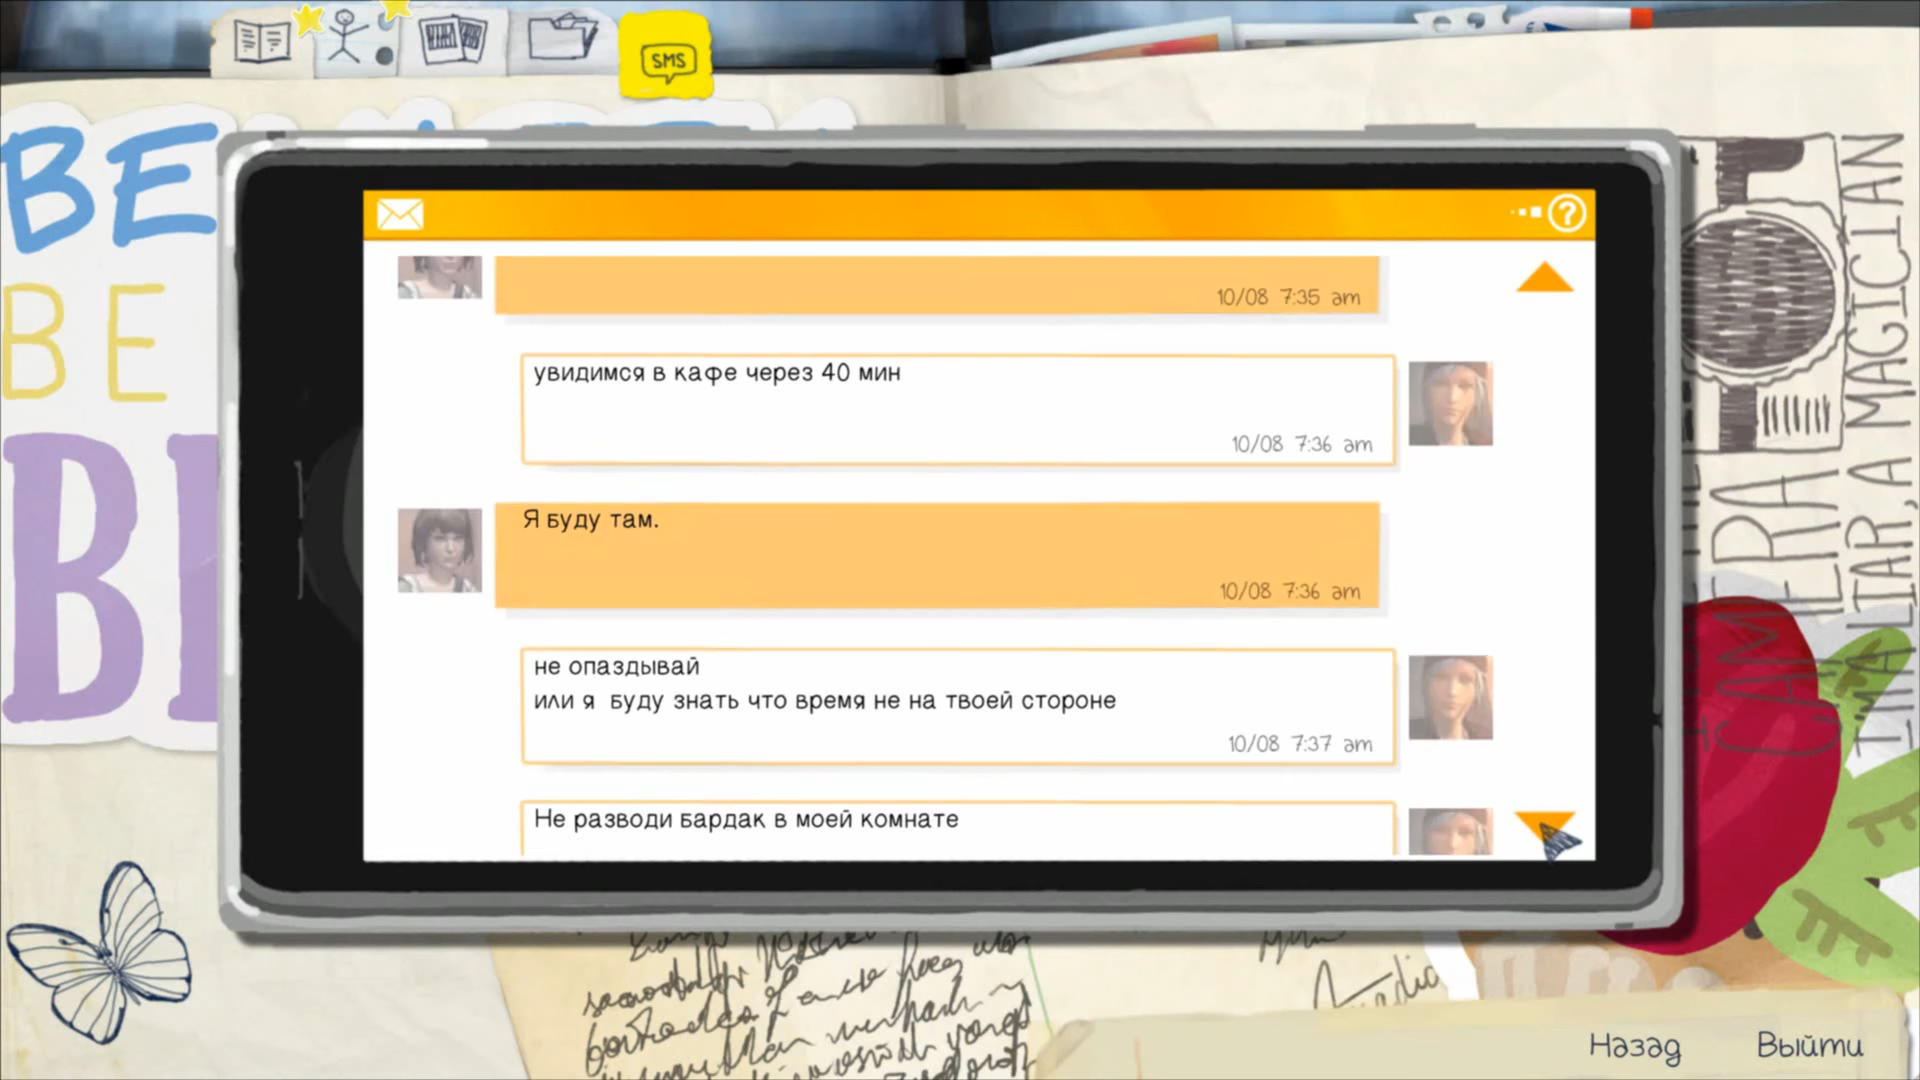 SMS
BE
BE
10/08 7:35 am
увидимся в кафе через 40 мин
10/08 7:36 am
Я буду там.
10/08 7:36 am
не опаздывай
или я буду знать что время не на твоей стороне
10/08 7:37 am
Не разводи бардак в моей комнате
CAMERA
LIAR, A MAGICIAN
Назад
Выйти